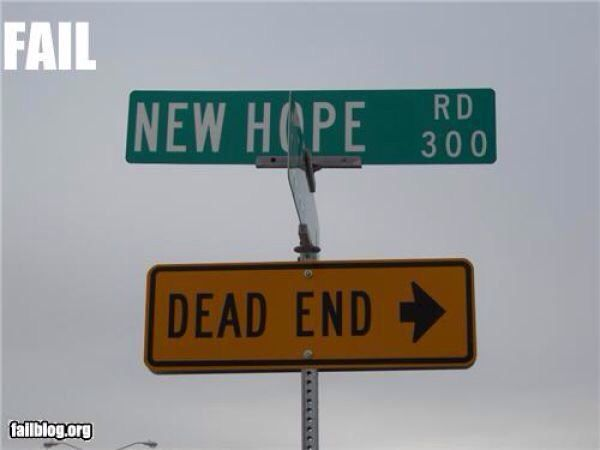 FAIL
NEW HOPE RD
300
DEAD END
failblog.org